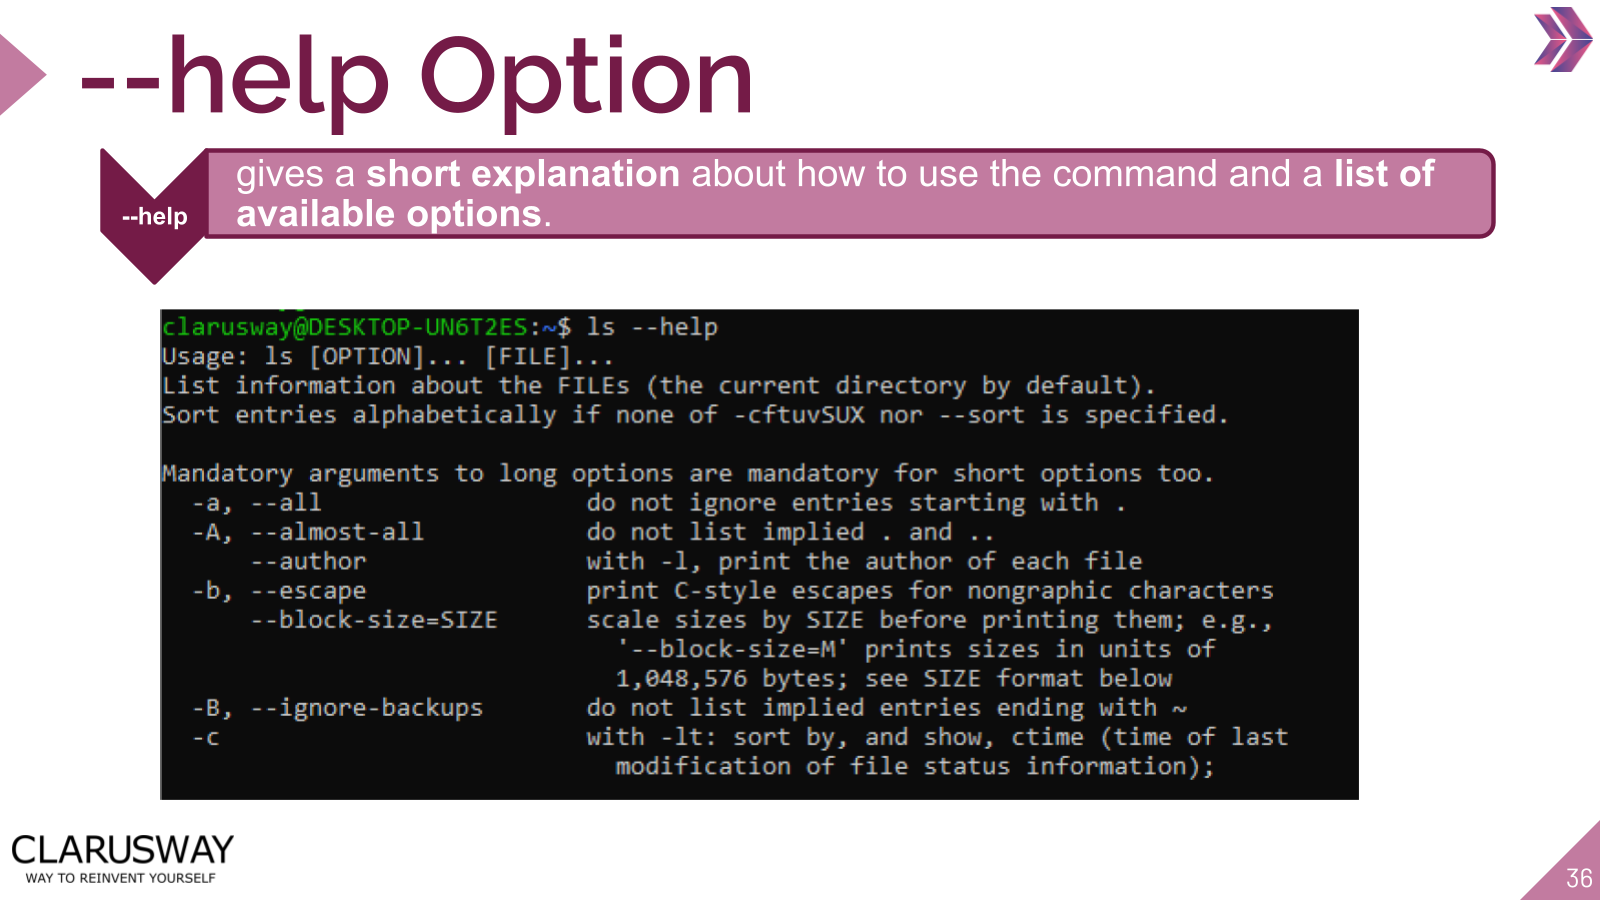 --help Option
--help
gives a short explanation about how to use the command and a list of
available options.
clarusway@DESKTOP-UN6T2ES:~$ ls --help
Usage: ls [OPTION]... [FILE]...
List information about the FILEs (the current directory by default).
Sort entries alphabetically if none of -cftuvSUX nor --sort is specified.
Mandatory arguments to long options are mandatory for short options too.
-a, --all do not ignore entries starting with .
-A, --almost-all do not list implied . and ..
--author with -l, print the author of each file
-b, --escape print C-style escapes for nongraphic characters
--block-size=SIZE scale sizes by SIZE before printing them; e.g.,
'--block-size=M' prints sizes in units of
1,048,576 bytes; see SIZE format below
-B, --ignore-backups do not list implied entries ending with ~
-c with -lt: sort by, and show, ctime (time of last
modification of file status information);
CLARUSWAY
WAY TO REINVENT YOURSELF
36